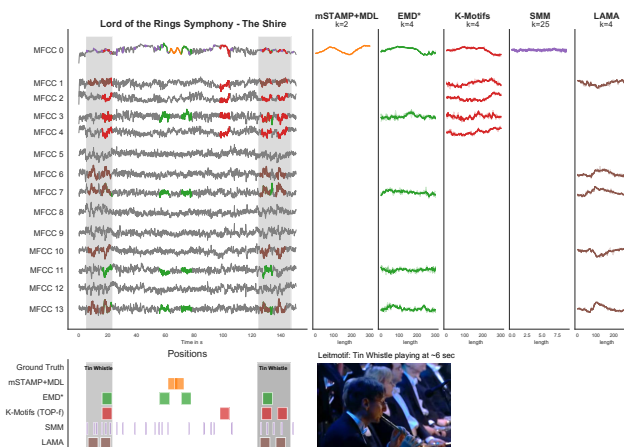 Lord of the Rings Symphony - The Shire
mSTAMP+MDL
k=2
EMD*
k=4
K-Motifs
k=4
SMM
k=25
LAMA
k=4
MFCC 0
MFCC 1
MFCC 2
MFCC 3
MFCC 4
MFCC 5
MFCC 6
MFCC 7
MFCC 8
MFCC 9
MFCC 10
MFCC 11
MFCC 12
MFCC 13
0 20 40 60 80 100 120 140
Time in s
0 100 200 300
length
0 100 200 300
length
0 100 200 300
length
0.0 2.5 5.0 7.5
length
0 100 200
length
Positions
Ground Truth
Tin Whistle
Tin Whistle
mSTAMP+MDL
EMD*
K-Motifs (TOP-f)
SMM
LAMA
Leitmotif: Tin Whistle playing at ~6 sec